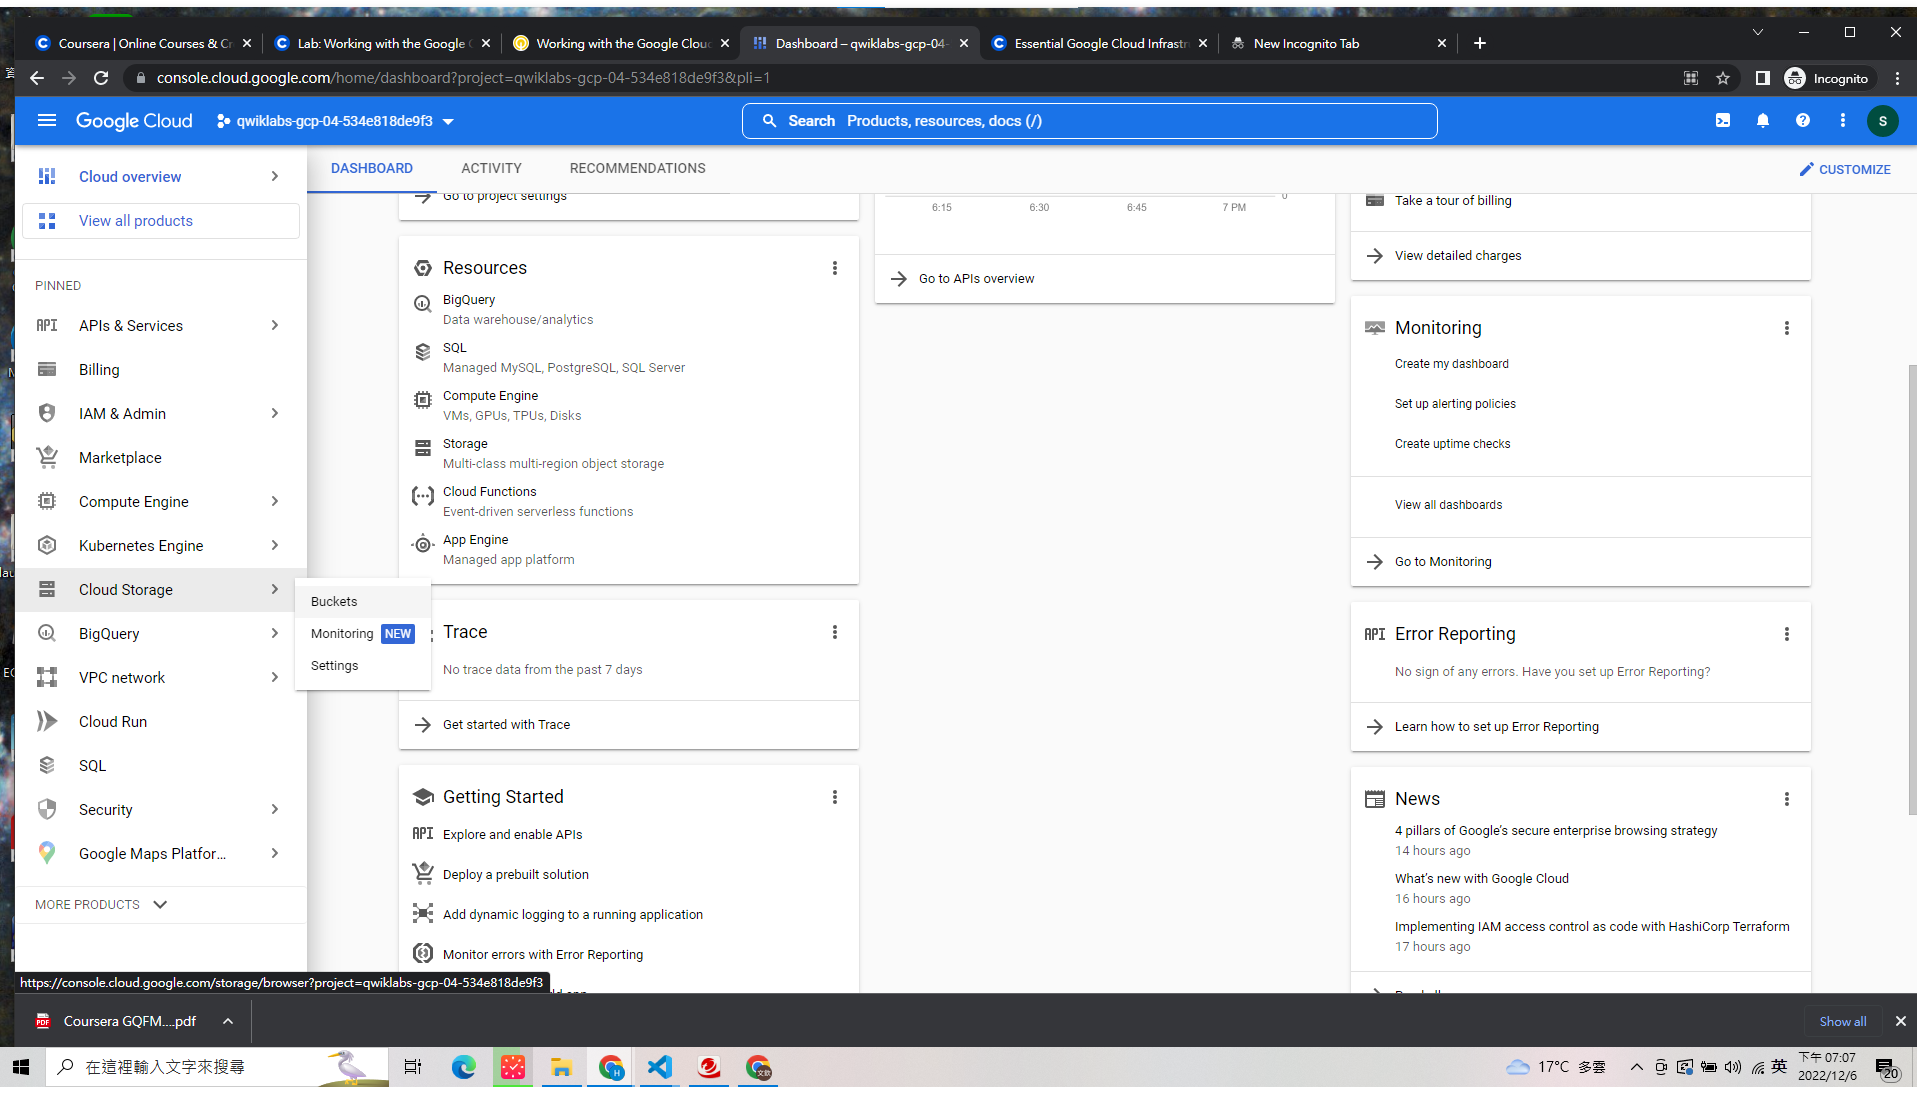 Coursera | Online Courses & Cr
Lab: Working with the Google C
Working with the Google Clou
Dashboard – qwiklabs-gcp-04-
Essential Google Cloud Infrastr
New Incognito Tab
console.cloud.google.com/home/dashboard?project=qwiklabs-gcp-04-534e818de9f3&pli=1
Incognito
Google Cloud
qwiklabs-gcp-04-534e818de9f3
Search Products, resources, docs (/)
S
Cloud overview
View all products
PINNED
API APIs & Services
Billing
IAM & Admin
Marketplace
Compute Engine
Kubernetes Engine
Cloud Storage
BigQuery
VPC network
Cloud Run
SQL
Security
Google Maps Platfor...
MORE PRODUCTS
Buckets
Monitoring NEW
Settings
DASHBOARD
ACTIVITY
RECOMMENDATIONS
CUSTOMIZE
Go to project settings
Resources
BigQuery
Data warehouse/analytics
SQL
Managed MySQL, PostgreSQL, SQL Server
Compute Engine
VMs, GPUs, TPUs, Disks
Storage
Multi-class multi-region object storage
Cloud Functions
Event-driven serverless functions
App Engine
Managed app platform
Trace
No trace data from the past 7 days
Get started with Trace
Getting Started
API Explore and enable APIs
Deploy a prebuilt solution
Add dynamic logging to a running application
Monitor errors with Error Reporting
0
6:15
6:30
6:45
7 PM
Go to APIs overview
Take a tour of billing
View detailed charges
Monitoring
Create my dashboard
Set up alerting policies
Create uptime checks
View all dashboards
Go to Monitoring
API Error Reporting
No sign of any errors. Have you set up Error Reporting?
Learn how to set up Error Reporting
News
4 pillars of Google's secure enterprise browsing strategy
14 hours ago
What's new with Google Cloud
16 hours ago
Implementing IAM access control as code with HashiCorp Terraform
17 hours ago
https://console.cloud.google.com/storage/browser?project=qwiklabs-gcp-04-534e818de9f3
PDF Coursera GQFM....pdf
Show all
在這裡輸入文字來搜尋
17°C 多雲
英
下午 07:07
2022/12/6
20